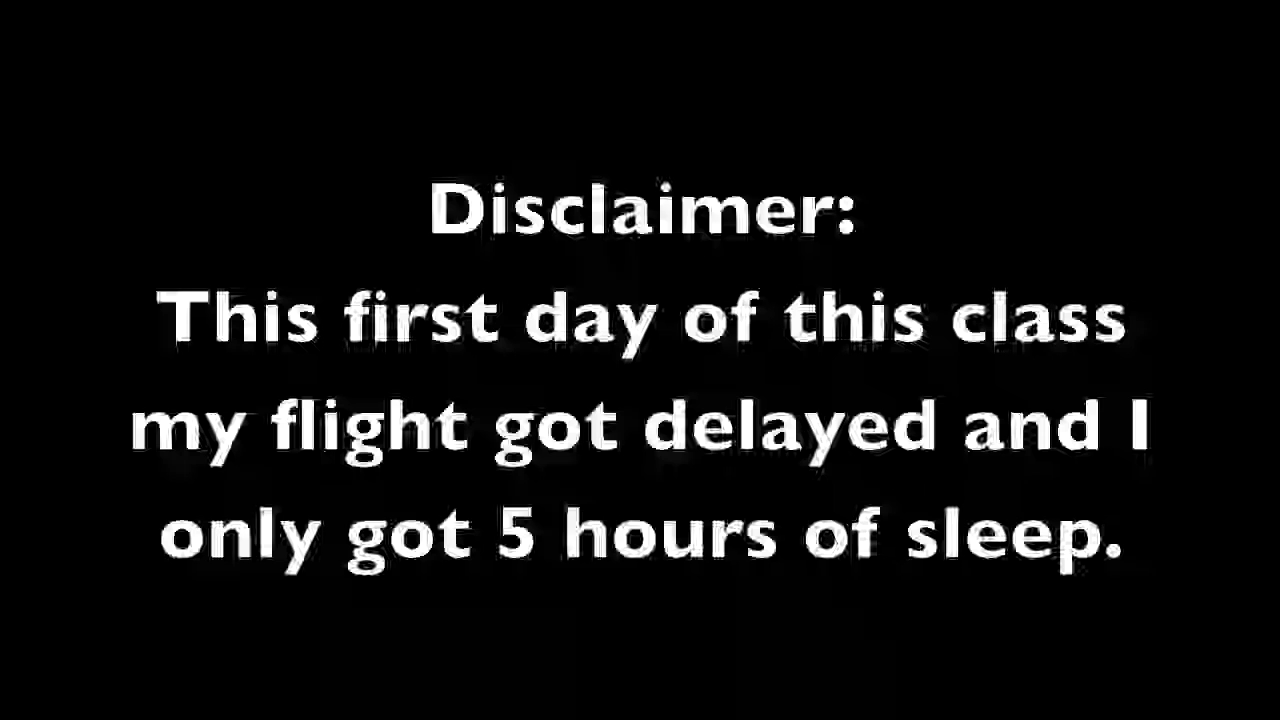 Disclaimer:
This first day of this class
my flight got delayed and I
only got 5 hours of sleep.